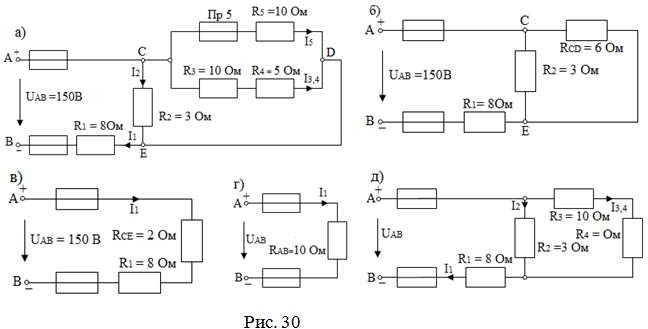 а)
Пр 5
R5=10 Ом
I5
A
+
C
D
I2
R3 = 10 Ом
R4 = 5 Ом
I3,4
UAB=150В
R2 = 3 Ом
R1 = 8Ом
B
–
I1
E
б)
A
+
C
RCD= 6 Ом
R2 = 3 Ом
UAB =150В
R1= 8Ом
B
–
E
в)
A
+
I1
UAB = 150 В
RCE= 2 Ом
R1 = 8 Ом
B
–
г)
A
+
I1
UAB
RAB=10 Ом
B
–
д)
A
+
I2
R3= 10 Ом
I3,4
R4 = Ом
UAB
R2 =3 Ом
R1 = 8 Ом
B
–
I1
Рис. 30